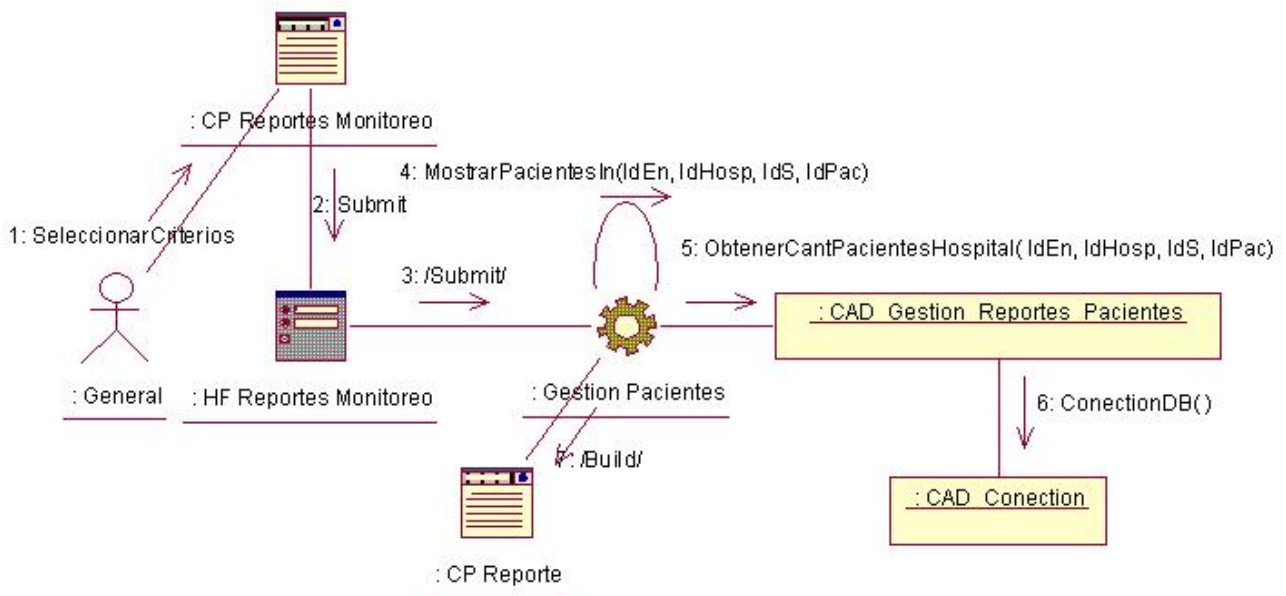 : CP Reportes Monitoreo
4: MostrarPacientesIn(IdEn, IdHosp, IdS, IdPac)
2: Submit
1: SeleccionarCriterios
5: ObtenerCantPacientesHospital( IdEn, IdHosp, IdS, IdPac)
3: /Submit/
: CAD_Gestion_Reportes_Pacientes
: General
: HF Reportes Monitoreo
: Gestion Pacientes
6: ConectionDB( )
7: /Build/
: CAD_Conection
: CP Reporte